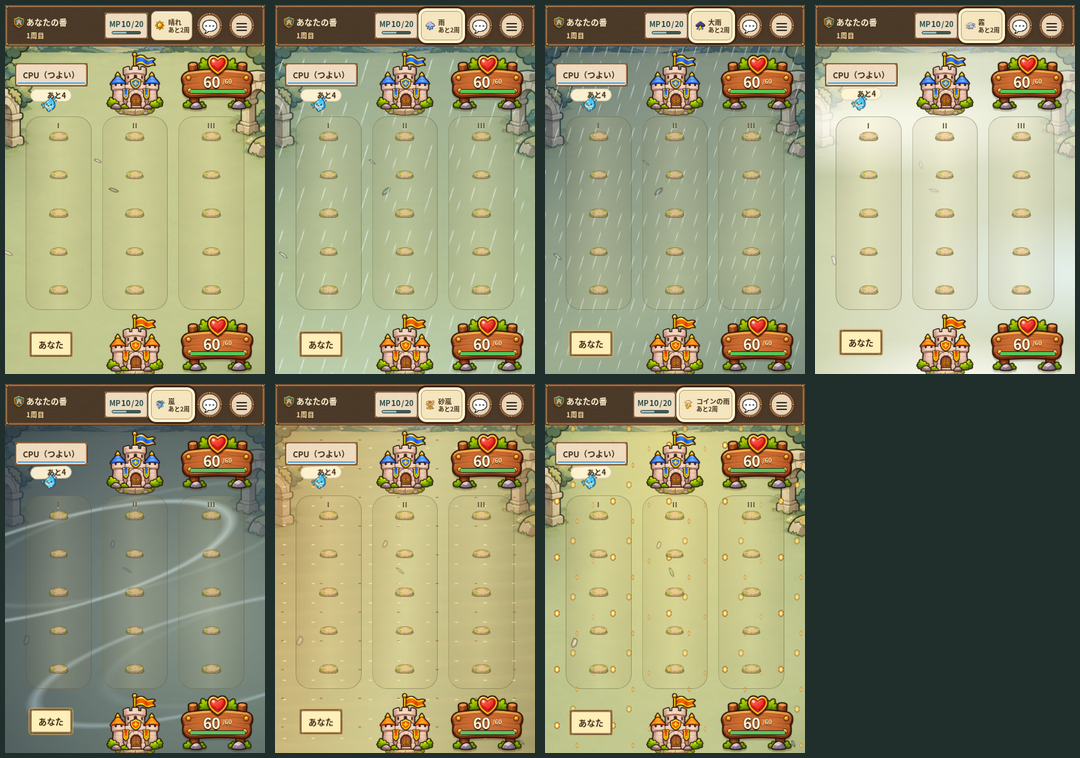 あなたの番
1周目
MP10/20
晴れ
あと2周
CPU（つよい）
あと4
60/60
I
II
III
あなた
60/60
あなたの番
1周目
MP10/20
雨
あと2周
CPU（つよい）
あと4
60/60
I
II
III
あなた
60/60
あなたの番
1周目
MP10/20
大雨
あと2周
CPU（つよい）
あと4
60/60
I
II
III
あなた
60/60
あなたの番
1周目
MP10/20
霧
あと2周
CPU（つよい）
あと4
60/60
I
II
III
あなた
60/60
あなたの番
1周目
MP10/20
嵐
あと2周
CPU（つよい）
あと4
60/60
I
II
III
あなた
60/60
あなたの番
1周目
MP10/20
砂嵐
あと2周
CPU（つよい）
あと4
60/60
I
II
III
あなた
60/60
あなたの番
1周目
MP10/20
コインの雨
あと2周
CPU（つよい）
あと4
60/60
I
II
III
あなた
60/60